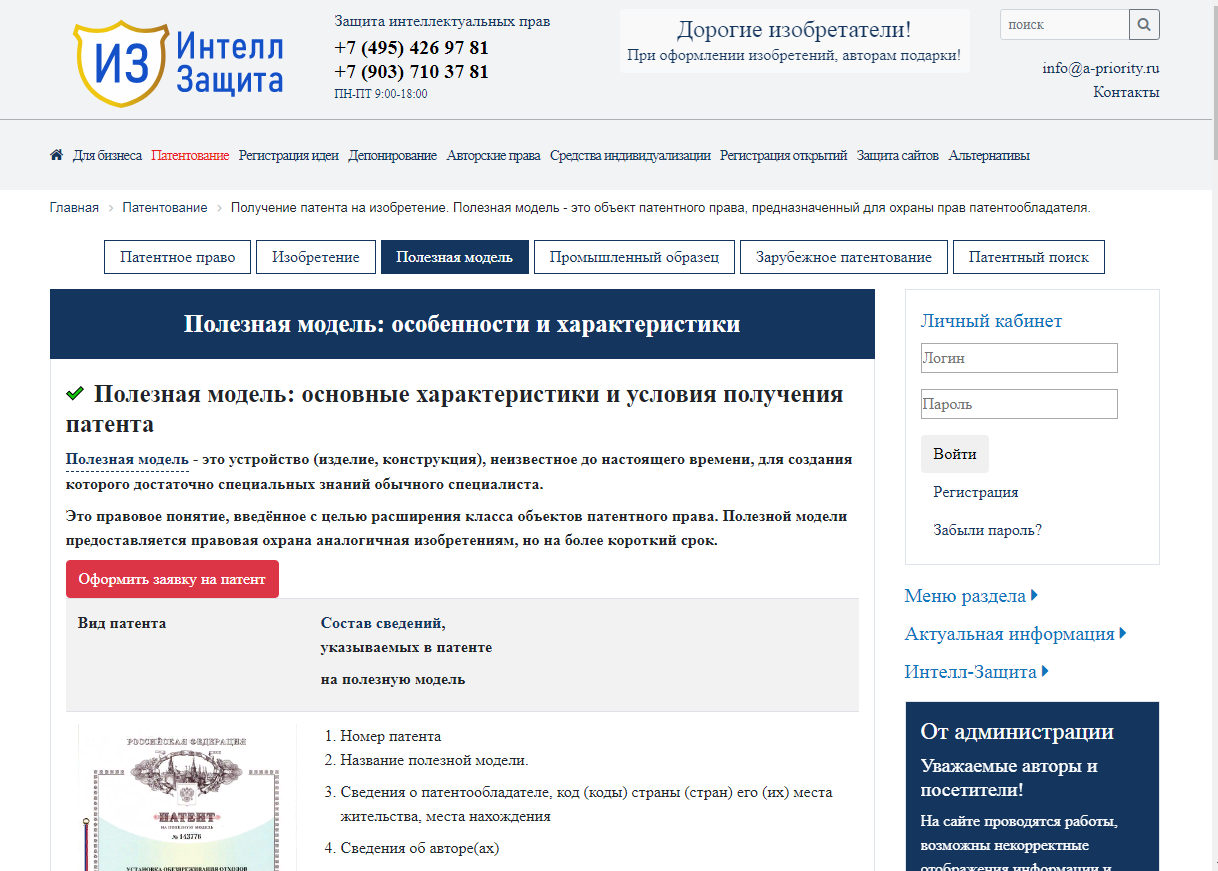 ИЗ
Интелл
Защита
Защита интеллектуальных прав
+7 (495) 426 97 81
+7 (903) 710 37 81
ПН-ПТ 9:00-18:00
Дорогие изобретатели!
При оформлении изобретений, авторам подарки!
поиск
info@a-priority.ru
Контакты
Для бизнеса Патентование Регистрация идеи Депонирование Авторские права Средства индивидуализации Регистрация открытий Защита сайтов Альтернативы
Главная > Патентование > Получение патента на изобретение. Полезная модель - это объект патентного права, предназначенный для охраны прав патентообладателя.
Патентное право Изобретение Полезная модель Промышленный образец Зарубежное патентование Патентный поиск
Полезная модель: особенности и характеристики
Полезная модель: основные характеристики и условия получения
патента
Полезная модель - это устройство (изделие, конструкция), неизвестное до настоящего времени, для создания
которого достаточно специальных знаний обычного специалиста.
Это правовое понятие, введённое с целью расширения класса объектов патентного права. Полезной модели
предоставляется правовая охрана аналогичная изобретениям, но на более короткий срок.
Оформить заявку на патент
Вид патента
Состав сведений,
указываемых в патенте
на полезную модель
РОССИЙСКАЯ ФЕДЕРАЦИЯ
ПАТЕНТ
НА ПОЛЕЗНУЮ МОДЕЛЬ
№ 143776
УСТАНОВКА ОБЕЗВРЕЖИВАНИЯ ОТХОДОВ
1. Номер патента
2. Название полезной модели.
3. Сведения о патентообладателе, код (коды) страны (стран) его (их) места
жительства, места нахождения
4. Сведения об авторе(ах)
Личный кабинет
Логин
Пароль
Войти
Регистрация
Забыли пароль?
Меню раздела
Актуальная информация
Интелл-Защита
От администрации
Уважаемые авторы и
посетители!
На сайте проводятся работы,
возможны некорректные
отображения информации и